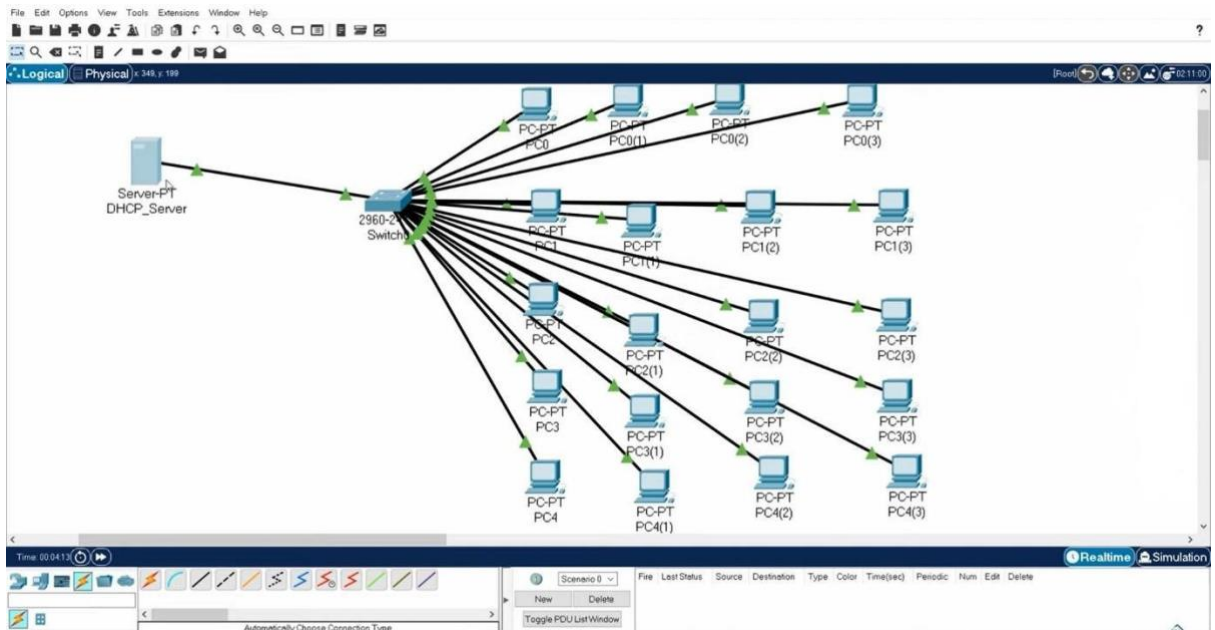 File Edit Options View Tools Extensions Window Help
?
Logical Physical x: 349, y: 199 [Root] 02:11:00
PC-PT
PC0
PC-PT
PC0(1)
PC-PT
PC0(2)
PC-PT
PC0(3)
Server-PT
DHCP_Server
2960-2
Switch0
PC-PT
PC1
PC-PT
PC1(1)
PC-PT
PC1(2)
PC-PT
PC1(3)
PC-PT
PC2
PC-PT
PC2(1)
PC-PT
PC2(2)
PC-PT
PC2(3)
PC-PT
PC3
PC-PT
PC3(1)
PC-PT
PC3(2)
PC-PT
PC3(3)
PC-PT
PC4
PC-PT
PC4(1)
PC-PT
PC4(2)
PC-PT
PC4(3)
Time: 00:04:13 Realtime Simulation
Scenario 0 Fire Last Status Source Destination Type Color Time(sec) Periodic Num Edit Delete
New Delete
Toggle PDU List Window
Automatically Choose Connection Type